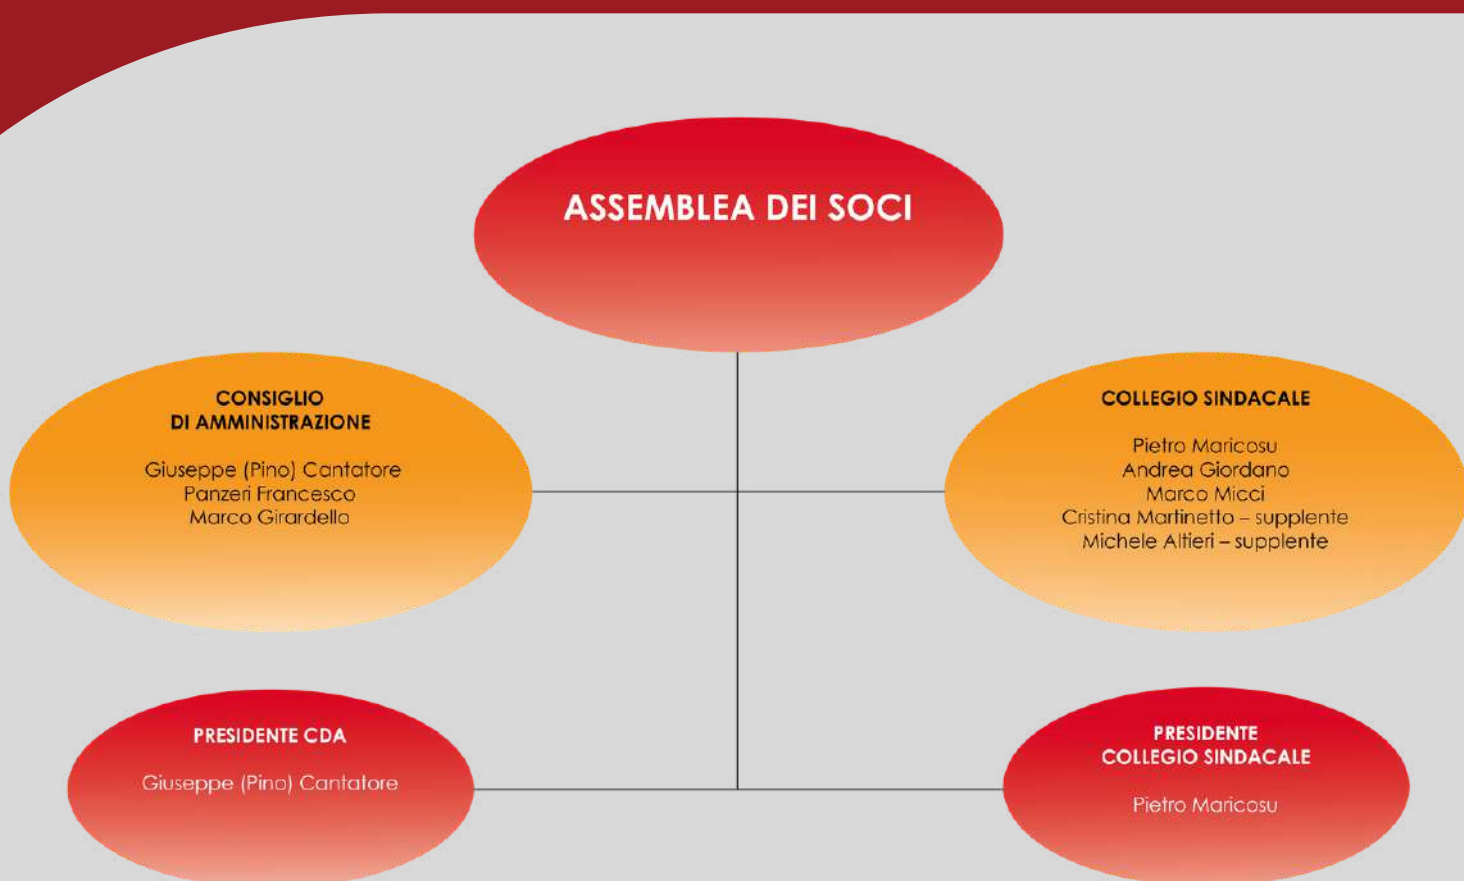 ASSEMBLEA DEI SOCI
CONSIGLIO
DI AMMINISTRAZIONE
Giuseppe (Pino) Cantatore
Panzeri Francesco
Marco Girardello
COLLEGIO SINDACALE
Pietro Maricosu
Andrea Giordano
Marco Micci
Cristina Martinetto – supplente
Michele Altieri – supplente
PRESIDENTE CDA
Giuseppe (Pino) Cantatore
PRESIDENTE
COLLEGIO SINDACALE
Pietro Maricosu